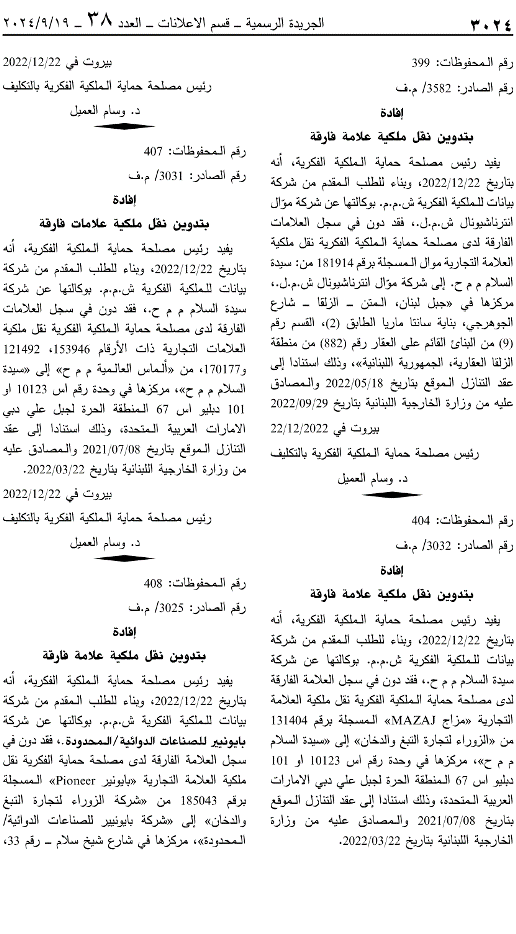 ٣٠٢٤
الجريدة الرسمية – قسم الاعلانات – العدد ٣٨ – ٢٠٢٤/٩/١٩
رقم المحفوظات: 399
رقم الصادر: 3582/ م.ف
إفادة
بتدوين نقل ملكية علامة فارقة
يفيد رئيس مصلحة حماية الملكية الفكرية، أنه
بتاريخ 2022/12/22، وبناء للطلب المقدم من شركة
بيانات للملكية الفكرية ش.م.م. بوكالتها عن شركة موّال
انترناشيونال ش.م.ل.، فقد دون في سجل العلامات
الفارقة لدى مصلحة حماية الملكية الفكرية نقل ملكية
العلامة التجارية موال المسجلة برقم 181914 من: سيدة
السلام م م ح. إلى شركة موّال انترناشيونال ش.م.ل.،
مركزها في «جبل لبنان، المتن – الزلقا – شارع
الجوهرجي، بناية سانتا ماريا الطابق (2)، القسم رقم
(9) من البنائ القائم على العقار رقم (882) من منطقة
الزلقا العقارية، الجمهورية اللبنانية»، وذلك استنادا إلى
عقد التنازل الموقع بتاريخ 2022/05/18 والمصادق
عليه من وزارة الخارجية اللبنانية بتاريخ 2022/09/29
بيروت في 22/12/2022
رئيس مصلحة حماية الملكية الفكرية بالتكليف
د. وسام العميل
رقم المحفوظات: 404
رقم الصادر: 3032/ م.ف
إفادة
بتدوين نقل ملكية علامة فارقة
يفيد رئيس مصلحة حماية الملكية الفكرية، أنه
بتاريخ 2022/12/22، وبناء للطلب المقدم من شركة
بيانات للملكية الفكرية ش.م.م. بوكالتها عن شركة
سيدة السلام م م ح.، فقد دون في سجل العلامة الفارقة
لدى مصلحة حماية الملكية الفكرية نقل ملكية العلامة
التجارية «مزاج MAZAJ» المسجلة برقم 131404
من «الزوراء لتجارة التبغ والدخان» إلى «سيدة السلام
م م ح»، مركزها في وحدة رقم اس 10123 او 101
دبليو اس 67 المنطقة الحرة لجبل علي دبي الامارات
العربية المتحدة، وذلك استنادا إلى عقد التنازل الموقع
بتاريخ 2021/07/08 والمصادق عليه من وزارة
الخارجية اللبنانية بتاريخ 2022/03/22.
بيروت في 2022/12/22
رئيس مصلحة حماية الملكية الفكرية بالتكليف
د. وسام العميل
رقم المحفوظات: 407
رقم الصادر: 3031/ م.ف
إفادة
بتدوين نقل ملكية علامات فارقة
يفيد رئيس مصلحة حماية الملكية الفكرية، أنه
بتاريخ 2022/12/22، وبناء للطلب المقدم من شركة
بيانات للملكية الفكرية ش.م.م. بوكالتها عن شركة
سيدة السلام م م ح.، فقد دون في سجل العلامات
الفارقة لدى مصلحة حماية الملكية الفكرية نقل ملكية
العلامات التجارية ذات الأرقام 153946، 121492
و170177، من «ألماس العالمية م م ح» إلى «سيدة
السلام م م ح»، مركزها في وحدة رقم اس 10123 او
101 دبليو اس 67 المنطقة الحرة لجبل علي دبي
الامارات العربية المتحدة، وذلك استنادا إلى عقد
التنازل الموقع بتاريخ 2021/07/08 والمصادق عليه
من وزارة الخارجية اللبنانية بتاريخ 2022/03/22.
بيروت في 2022/12/22
رئيس مصلحة حماية الملكية الفكرية بالتكليف
د. وسام العميل
رقم المحفوظات: 408
رقم الصادر: 3025/ م.ف
إفادة
بتدوين نقل ملكية علامة فارقة
يفيد رئيس مصلحة حماية الملكية الفكرية، أنه
بتاريخ 2022/12/22، وبناء للطلب المقدم من شركة
بيانات للملكية الفكرية ش.م.م. بوكالتها عن شركة
بايونيير للصناعات الدوائية/المحدودة.، فقد دون في
سجل العلامة الفارقة لدى مصلحة حماية الملكية الفكرية نقل
ملكية العلامة التجارية «بايونير Pioneer» المسجلة
برقم 185043 من «شركة الزوراء لتجارة التبغ
والدخان» إلى «شركة بايونيير للصناعات الدوائية/
المحدودة»، مركزها في شارع شيخ سلام – رقم 33،